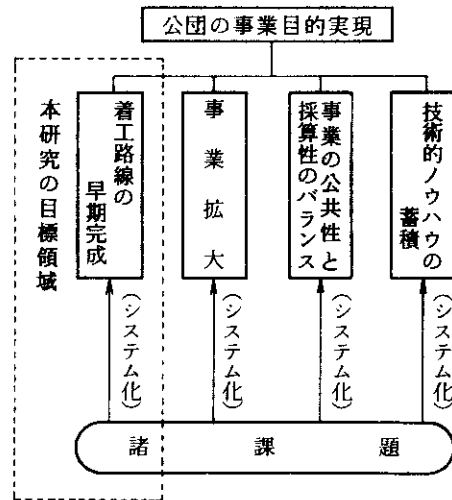 公団の事業目的実現
本研究の目標領域
着工路線の
早期完成
事業拡大
事業の公共性と
採算性のバランス
技術的ノウハウの
蓄積
(システム化)
(システム化)
(システム化)
(システム化)
諸課題